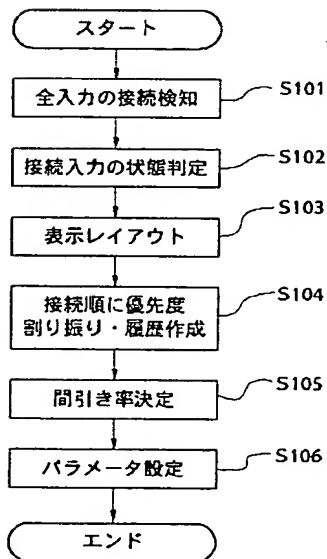 スタート
全入力の接続検知
S101
接続入力の状態判定
S102
表示レイアウト
S103
接続順に優先度
割り振り・履歴作成
S104
間引き率決定
S105
パラメータ設定
S106
エンド